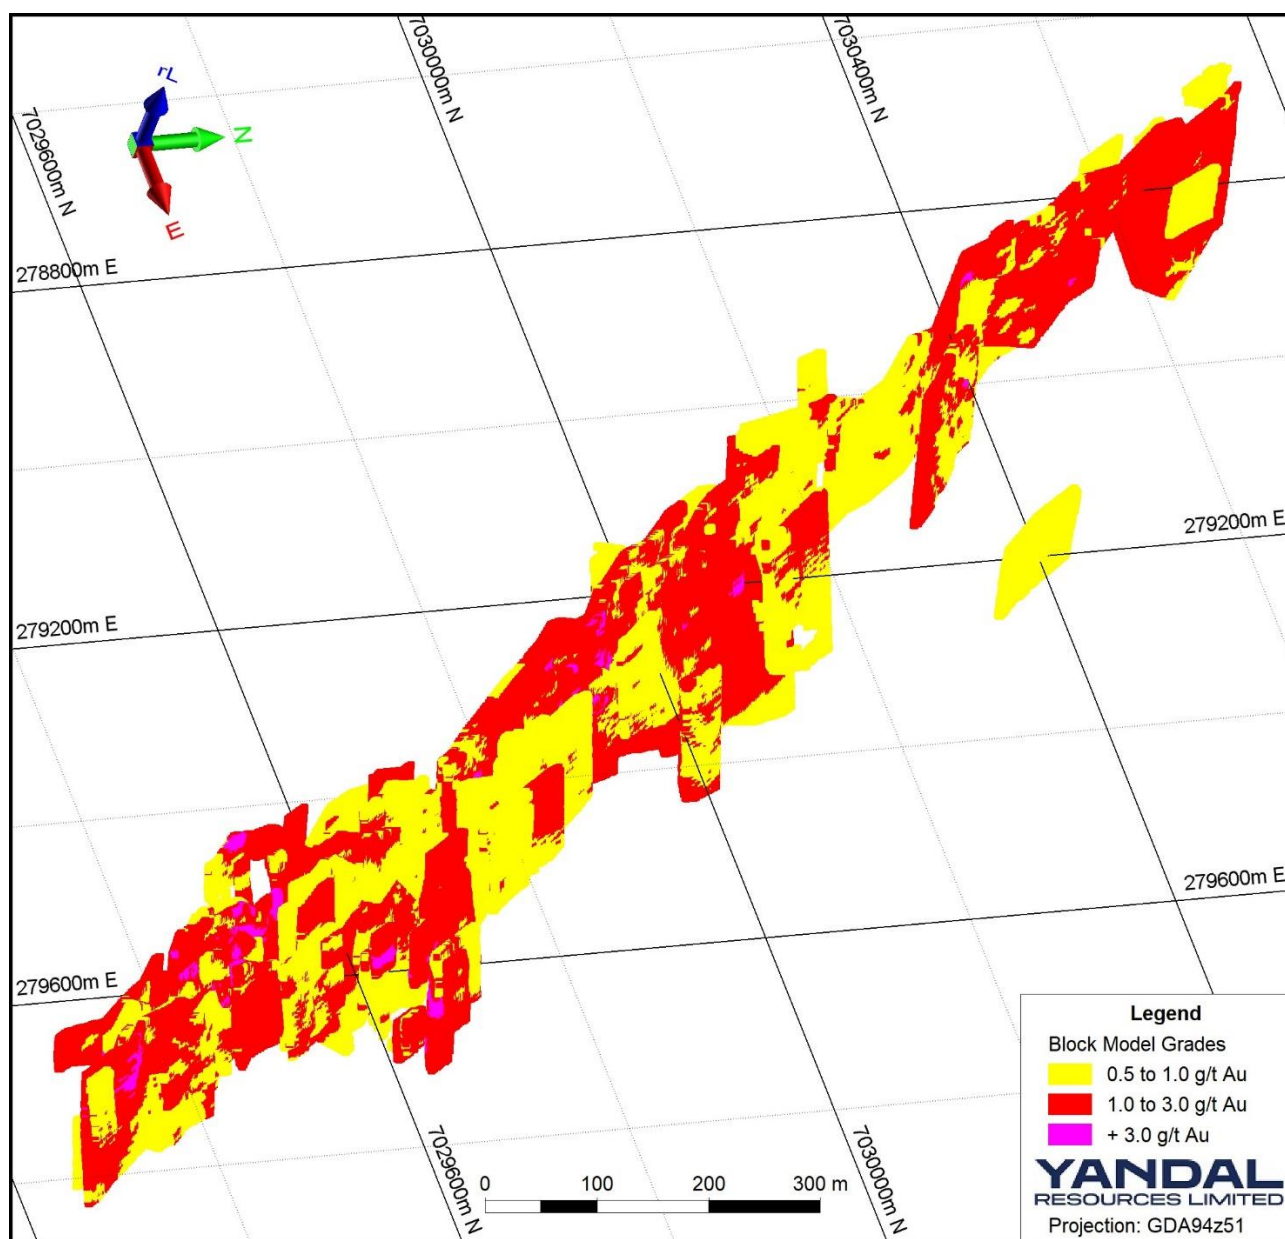 7029600m N
7030000m N
7030400m N
rL
N
E
278800m E
279200m E
279200m E
279600m E
279600m E
7029600m N
7030000m N
0 100 200 300 m
Legend
Block Model Grades
0.5 to 1.0 g/t Au
1.0 to 3.0 g/t Au
+ 3.0 g/t Au
YANDAL
RESOURCES LIMITED
Projection: GDA94z51